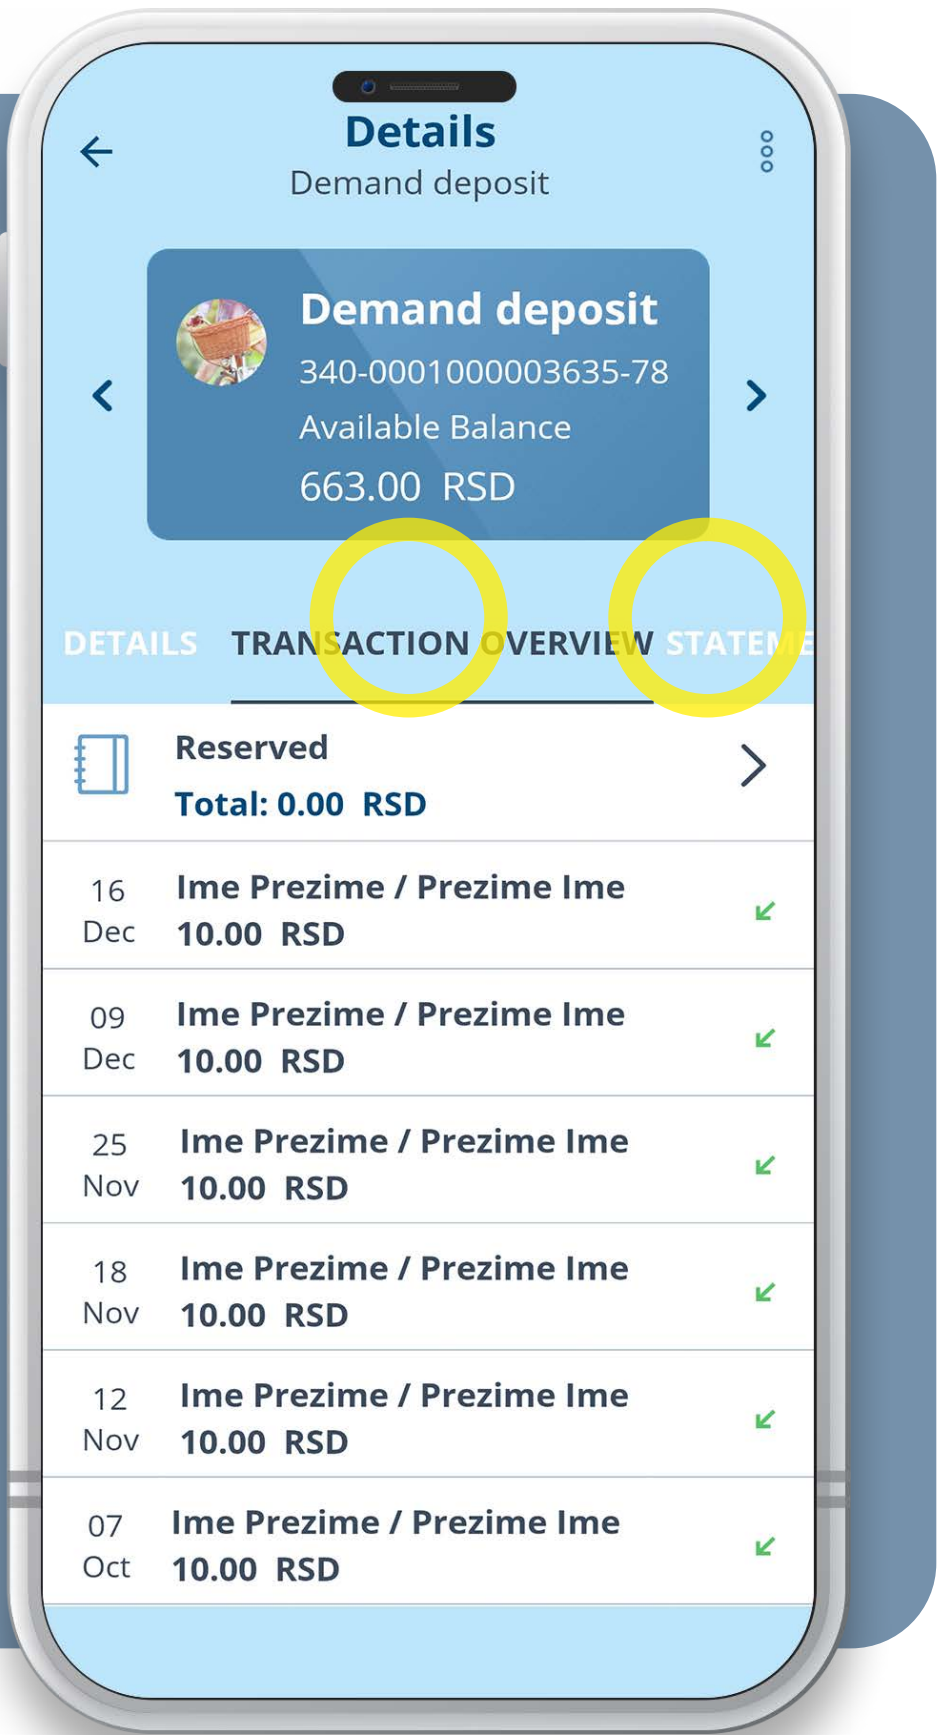 Details
Demand deposit
Demand deposit
340-0001000003635-78
Available Balance
663.00 RSD
DETAILS TRANSACTION OVERVIEW STATEME
Reserved
Total: 0.00 RSD
16 Dec
Ime Prezime / Prezime Ime
10.00 RSD
09 Dec
Ime Prezime / Prezime Ime
10.00 RSD
25 Nov
Ime Prezime / Prezime Ime
10.00 RSD
18 Nov
Ime Prezime / Prezime Ime
10.00 RSD
12 Nov
Ime Prezime / Prezime Ime
10.00 RSD
07 Oct
Ime Prezime / Prezime Ime
10.00 RSD